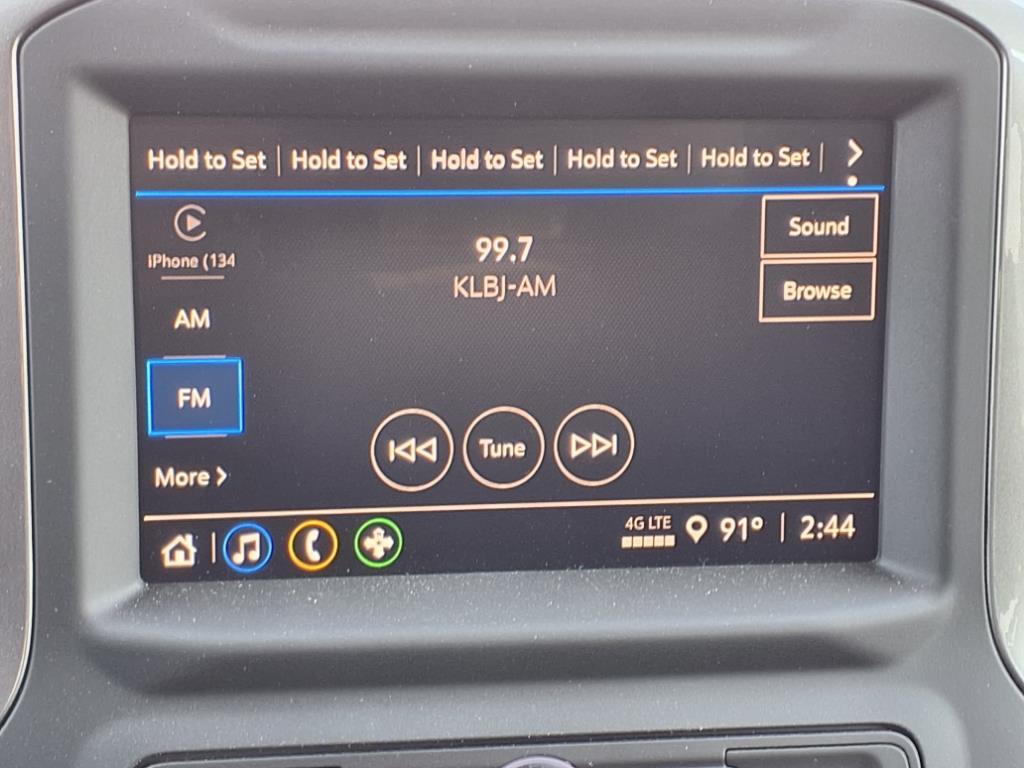 Hold to Set Hold to Set Hold to Set Hold to Set Hold to Set
iPhone (134
AM
FM
More
99.7
KLBJ-AM
Sound
Browse
Tune
4G LTE
91° 2:44